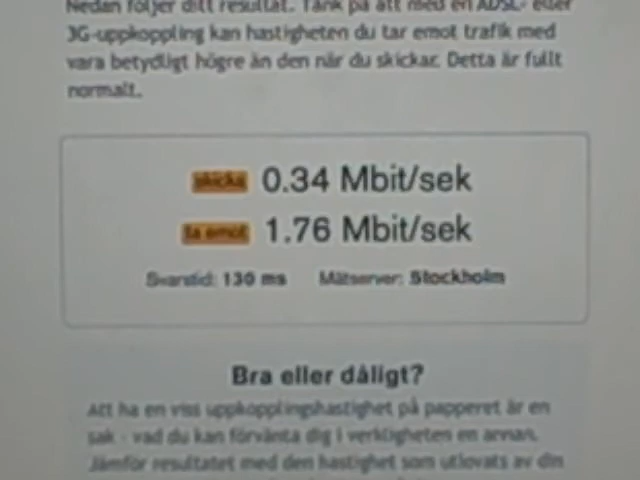 Nedan följer ditt resultat. Tänk på att med en ADSL- eller
3G-uppkoppling kan hastigheten du tar emot trafik med
vara betydligt högre än den när du skickar. Detta är fullt
normalt.
skicka 0.34 Mbit/sek
ta emot 1.76 Mbit/sek
Svarstid: 130 ms Mätserver: Stockholm
Bra eller dåligt?
Att ha en viss uppkopplingshastighet på papperet är en
sak - vad du kan förvänta dig i verkligheten en annan.
Jämför resultatet med den hastighet som utlovats av din